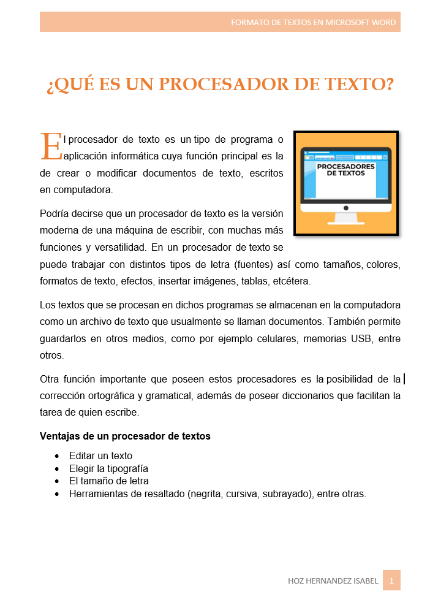 FORMATO DE TEXTOS EN MICROSOFT WORD
¿QUÉ ES UN PROCESADOR DE TEXTO?
El procesador de texto es un tipo de programa o
aplicación informática cuya función principal es la
de crear o modificar documentos de texto, escritos
en computadora.
PROCESADORES
DE TEXTOS
Podría decirse que un procesador de texto es la versión
moderna de una máquina de escribir, con muchas más
funciones y versatilidad. En un procesador de texto se
puede trabajar con distintos tipos de letra (fuentes) así como tamaños, colores,
formatos de texto, efectos, insertar imágenes, tablas, etcétera.
Los textos que se procesan en dichos programas se almacenan en la computadora
como un archivo de texto que usualmente se llaman documentos. También permite
guardarlos en otros medios, como por ejemplo celulares, memorias USB, entre
otros.
Otra función importante que poseen estos procesadores es la posibilidad de la
corrección ortográfica y gramatical, además de poseer diccionarios que facilitan la
tarea de quien escribe.
Ventajas de un procesador de textos
• Editar un texto
• Elegir la tipografía
• El tamaño de letra
• Herramientas de resaltado (negrita, cursiva, subrayado), entre otras.
HOZ HERNANDEZ ISABEL 1